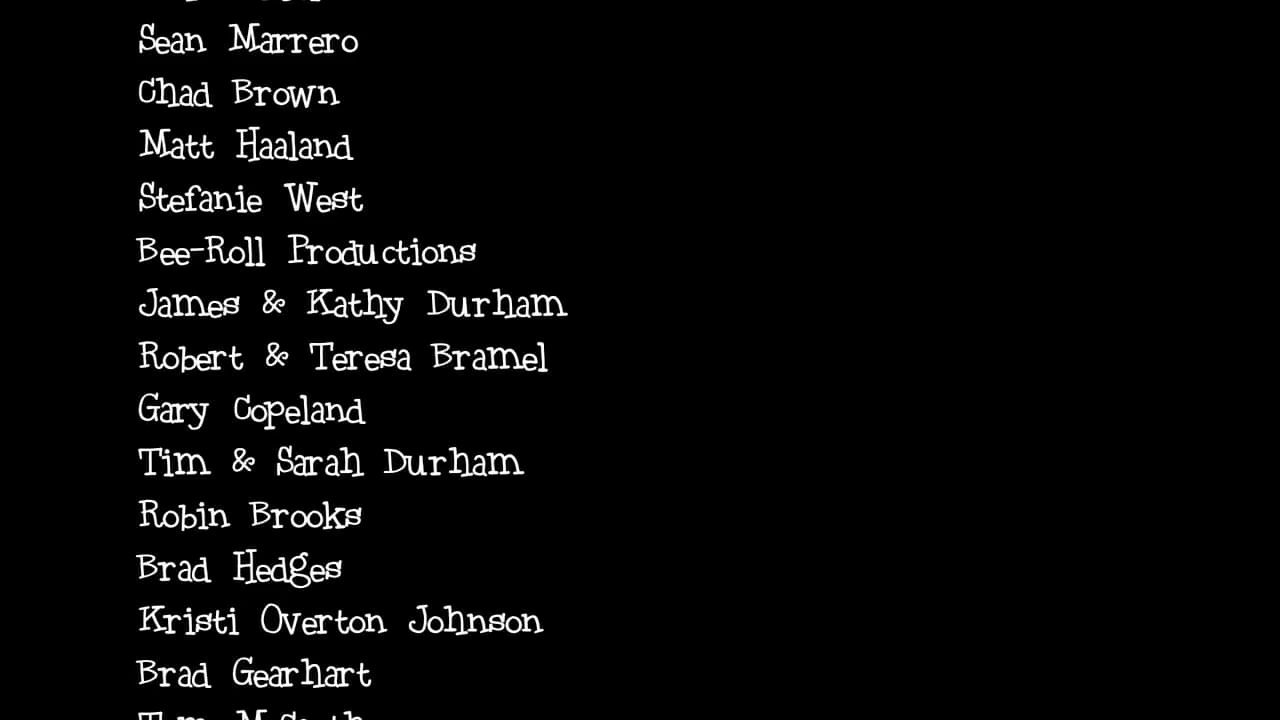 Sean Marrero
Chad Brown
Matt Haaland
Stefanie West
Bee-Roll Productions
James & Kathy Durham
Robert & Teresa Bramel
Gary Copeland
Tim & Sarah Durham
Robin Brooks
Brad Hedges
Kristi Overton Johnson
Brad Gearhart